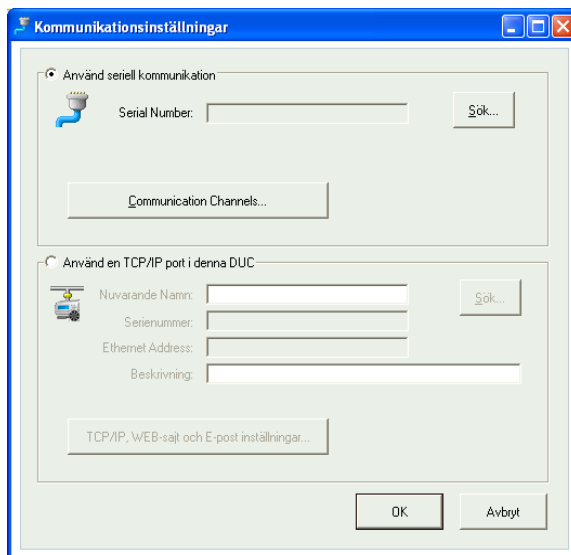 Kommunikationsinställningar
Använd seriell kommunikation
Serial Number:
Sök...
Communication Channels...
Använd en TCP/IP port i denna DUC
Nuvarande Namn:
Sök...
Serienummer:
Ethernet Address:
Beskrivning:
TCP/IP, WEB-sajt och E-post inställningar...
OK Avbryt